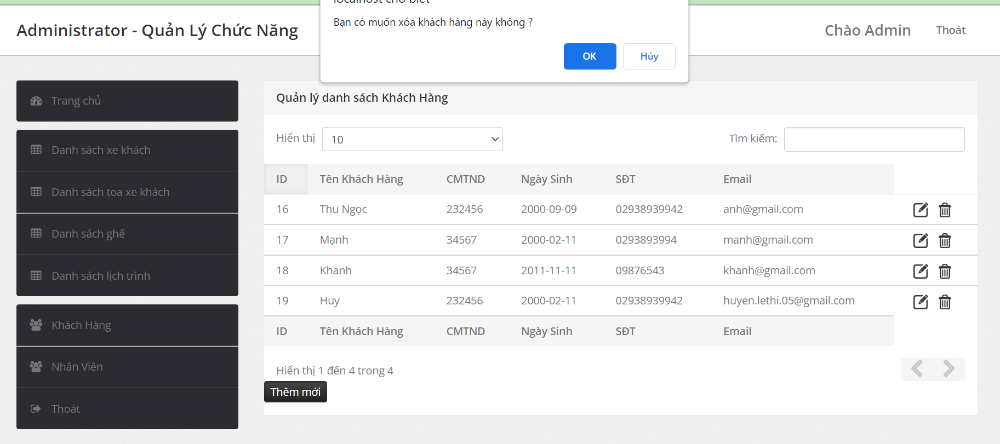 localhost cho biết
Bạn có muốn xóa khách hàng này không ?
OK Hủy
Administrator - Quản Lý Chức Năng
Chào Admin Thoát
Trang chủ
Danh sách xe khách
Danh sách toa xe khách
Danh sách ghế
Danh sách lịch trình
Khách Hàng
Nhân Viên
Thoát
Quản lý danh sách Khách Hàng
Hiển thị 10 Tìm kiếm:
ID Tên Khách Hàng CMTND Ngày Sinh SĐT Email
16 Thu Ngọc 232456 2000-09-09 02938939942 anh@gmail.com
17 Mạnh 34567 2000-02-11 0293893994 manh@gmail.com
18 Khanh 34567 2011-11-11 09876543 khanh@gmail.com
19 Huy 232456 2000-02-11 02938939942 huyen.lethi.05@gmail.com
ID Tên Khách Hàng CMTND Ngày Sinh SĐT Email
Hiển thị 1 đến 4 trong 4
Thêm mới